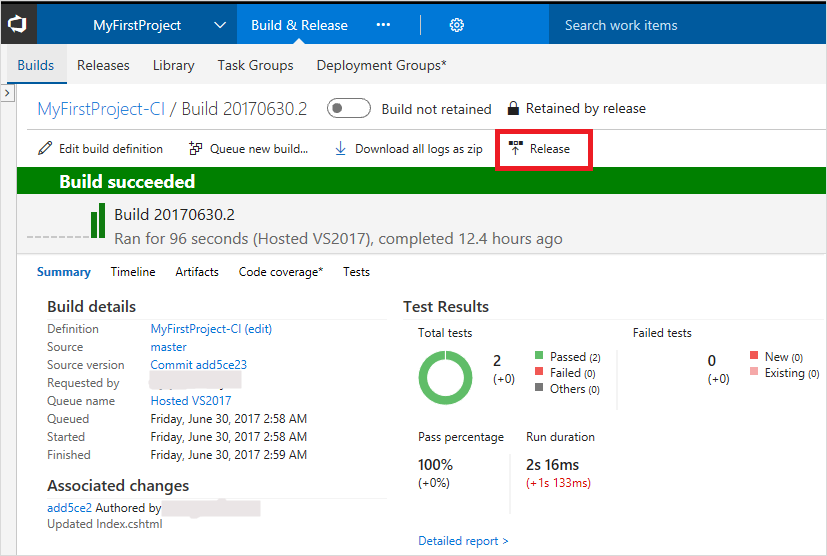 MyFirstProject Build & Release ... Search work items
Builds Releases Library Task Groups Deployment Groups*
>
MyFirstProject-CI / Build 20170630.2 Build not retained Retained by release
Edit build definition Queue new build... Download all logs as zip Release
Build succeeded
Build 20170630.2
Ran for 96 seconds (Hosted VS2017), completed 12.4 hours ago
Summary Timeline Artifacts Code coverage* Tests
Build details
Definition MyFirstProject-CI (edit)
Source master
Source version Commit add5ce23
Requested by
Queue name Hosted VS2017
Queued Friday, June 30, 2017 2:58 AM
Started Friday, June 30, 2017 2:58 AM
Finished Friday, June 30, 2017 2:59 AM
Associated changes
add5ce2 Authored by
Updated Index.cshtml
Test Results
Total tests
2
(+0)
Passed (2)
Failed (0)
Others (0)
Failed tests
0
(+0)
New (0)
Existing (0)
Pass percentage
100%
(+0%)
Run duration
2s 16ms
(+1s 133ms)
Detailed report >